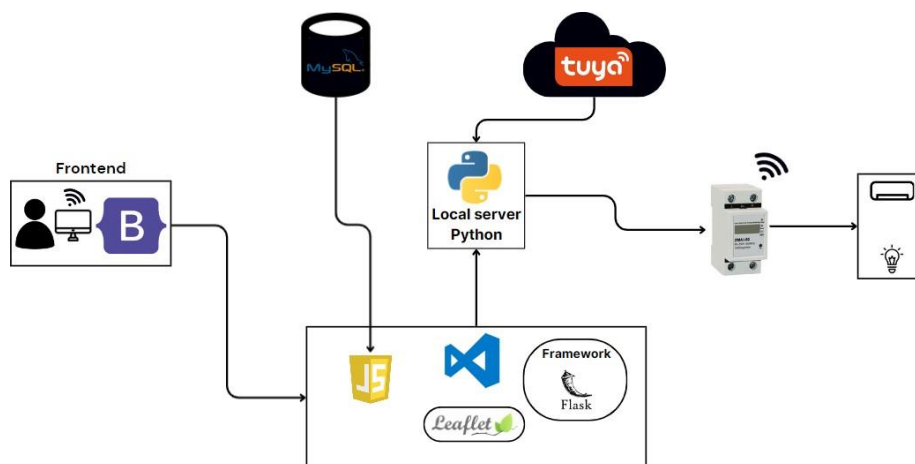 MySQL
tuya
Frontend
B
Local server
Python
JS
Framework
Flask
Leaflet